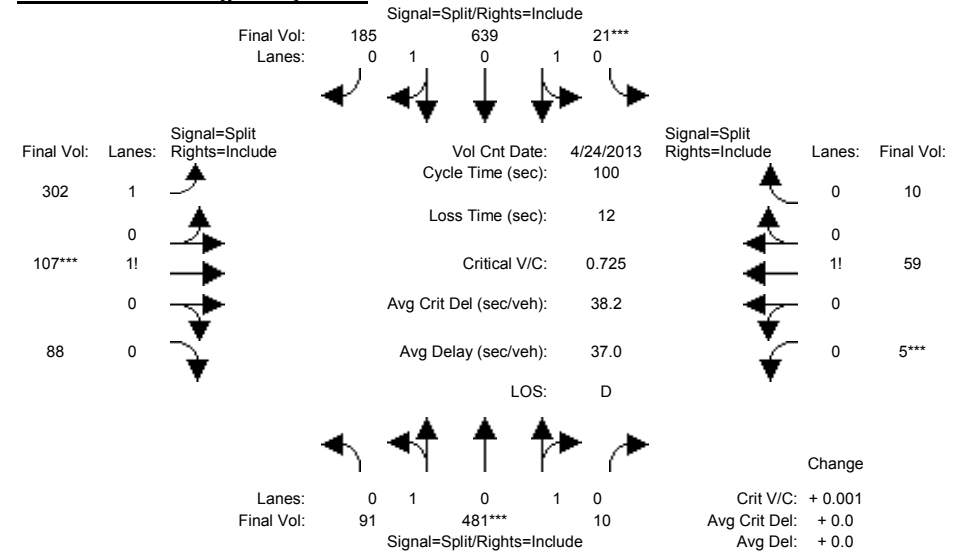 Signal=Split/Rights=Include
Final Vol: 185 639 21***
Lanes: 0 1 0 1 0
Signal=Split
Final Vol: Lanes: Rights=Include
Vol Cnt Date: 4/24/2013
Signal=Split
Rights=Include Lanes: Final Vol:
Cycle Time (sec): 100
302 1
0 10
Loss Time (sec): 12
0
0
107*** 1!
Critical V/C: 0.725
1! 59
0
Avg Crit Del (sec/veh): 38.2
0
88 0
Avg Delay (sec/veh): 37.0
0 5***
LOS: D
Lanes: 0 1 0 1 0
Final Vol: 91 481*** 10
Signal=Split/Rights=Include
Change
Crit V/C: + 0.001
Avg Crit Del: + 0.0
Avg Del: + 0.0